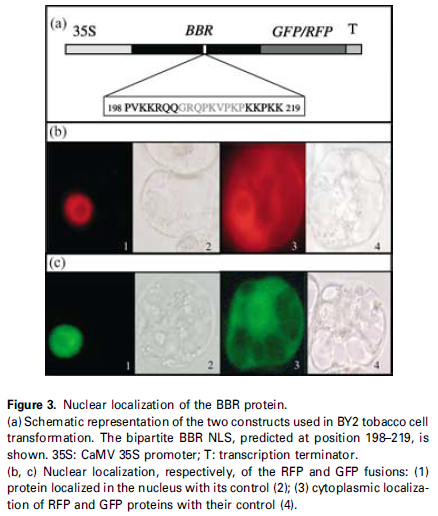 (a)
35S BBR GFP/RFP T
198 PVKKRQQGRQPKVPKPKKPKK 219
(b)
1 2 3 4
(c)
1 2 3 4
Figure 3. Nuclear localization of the BBR protein.
(a) Schematic representation of the two constructs used in BY2 tobacco cell
transformation. The bipartite BBR NLS, predicted at position 198–219, is
shown. 35S: CaMV 35S promoter; T: transcription terminator.
(b, c) Nuclear localization, respectively, of the RFP and GFP fusions: (1)
protein localized in the nucleus with its control (2); (3) cytoplasmic localiza-
tion of RFP and GFP proteins with their control (4).